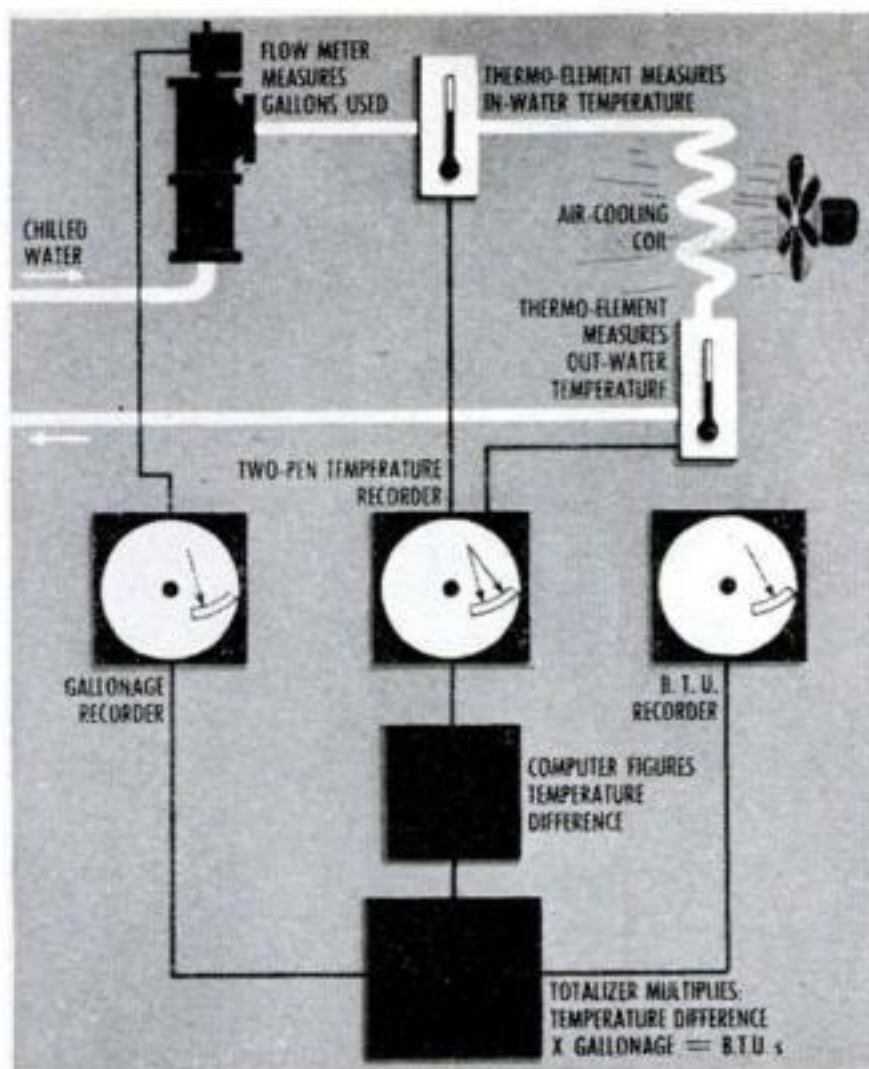 FLOW METER
MEASURES
GALLONS USED
THERMO-ELEMENT MEASURES
IN-WATER TEMPERATURE
CHILLED
WATER
AIR-COOLING
COIL
THERMO-ELEMENT
MEASURES
OUT-WATER
TEMPERATURE
TWO-PEN TEMPERATURE
RECORDER
GALLONAGE
RECORDER
B. T. U.
RECORDER
COMPUTER FIGURES
TEMPERATURE
DIFFERENCE
TOTALIZER MULTIPLIES:
TEMPERATURE DIFFERENCE
X GALLONAGE = B.T.U s